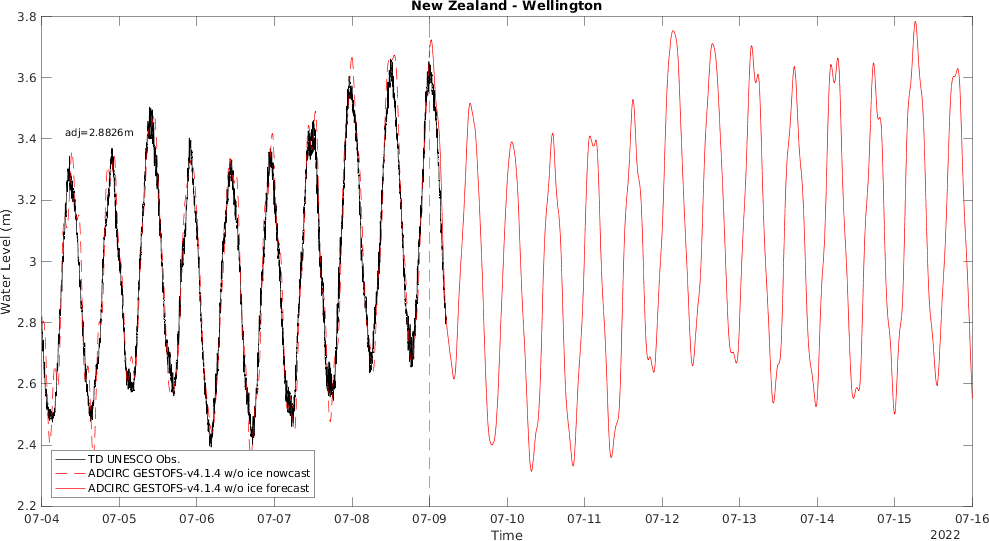 New Zealand - Wellington
3.8
3.6
3.4
3.2
3
2.8
2.6
2.4
2.2
Water Level (m)
adj=2.8826m
TD UNESCO Obs.
ADCIRC GESTOFS-v4.1.4 w/o ice nowcast
ADCIRC GESTOFS-v4.1.4 w/o ice forecast
07-04 07-05 07-06 07-07 07-08 07-09 07-10 07-11 07-12 07-13 07-14 07-15 07-16
Time
2022